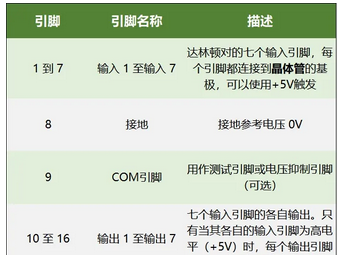 引脚 引脚名称 描述
达林顿对的七个输入引脚，每
1 到 7 输入 1 至输入 7 个引脚都连接到晶体管的基
极，可以使用+5V触发
8 接地 接地参考电压 0V
9 COM引脚 用作测试引脚或电压抑制引脚
（可选）
七个输入引脚的各自输出。只
有当其各自的输入引脚为高电
10 至 16 输出 1 至输出 7 平（+5V）时，每个输出引脚